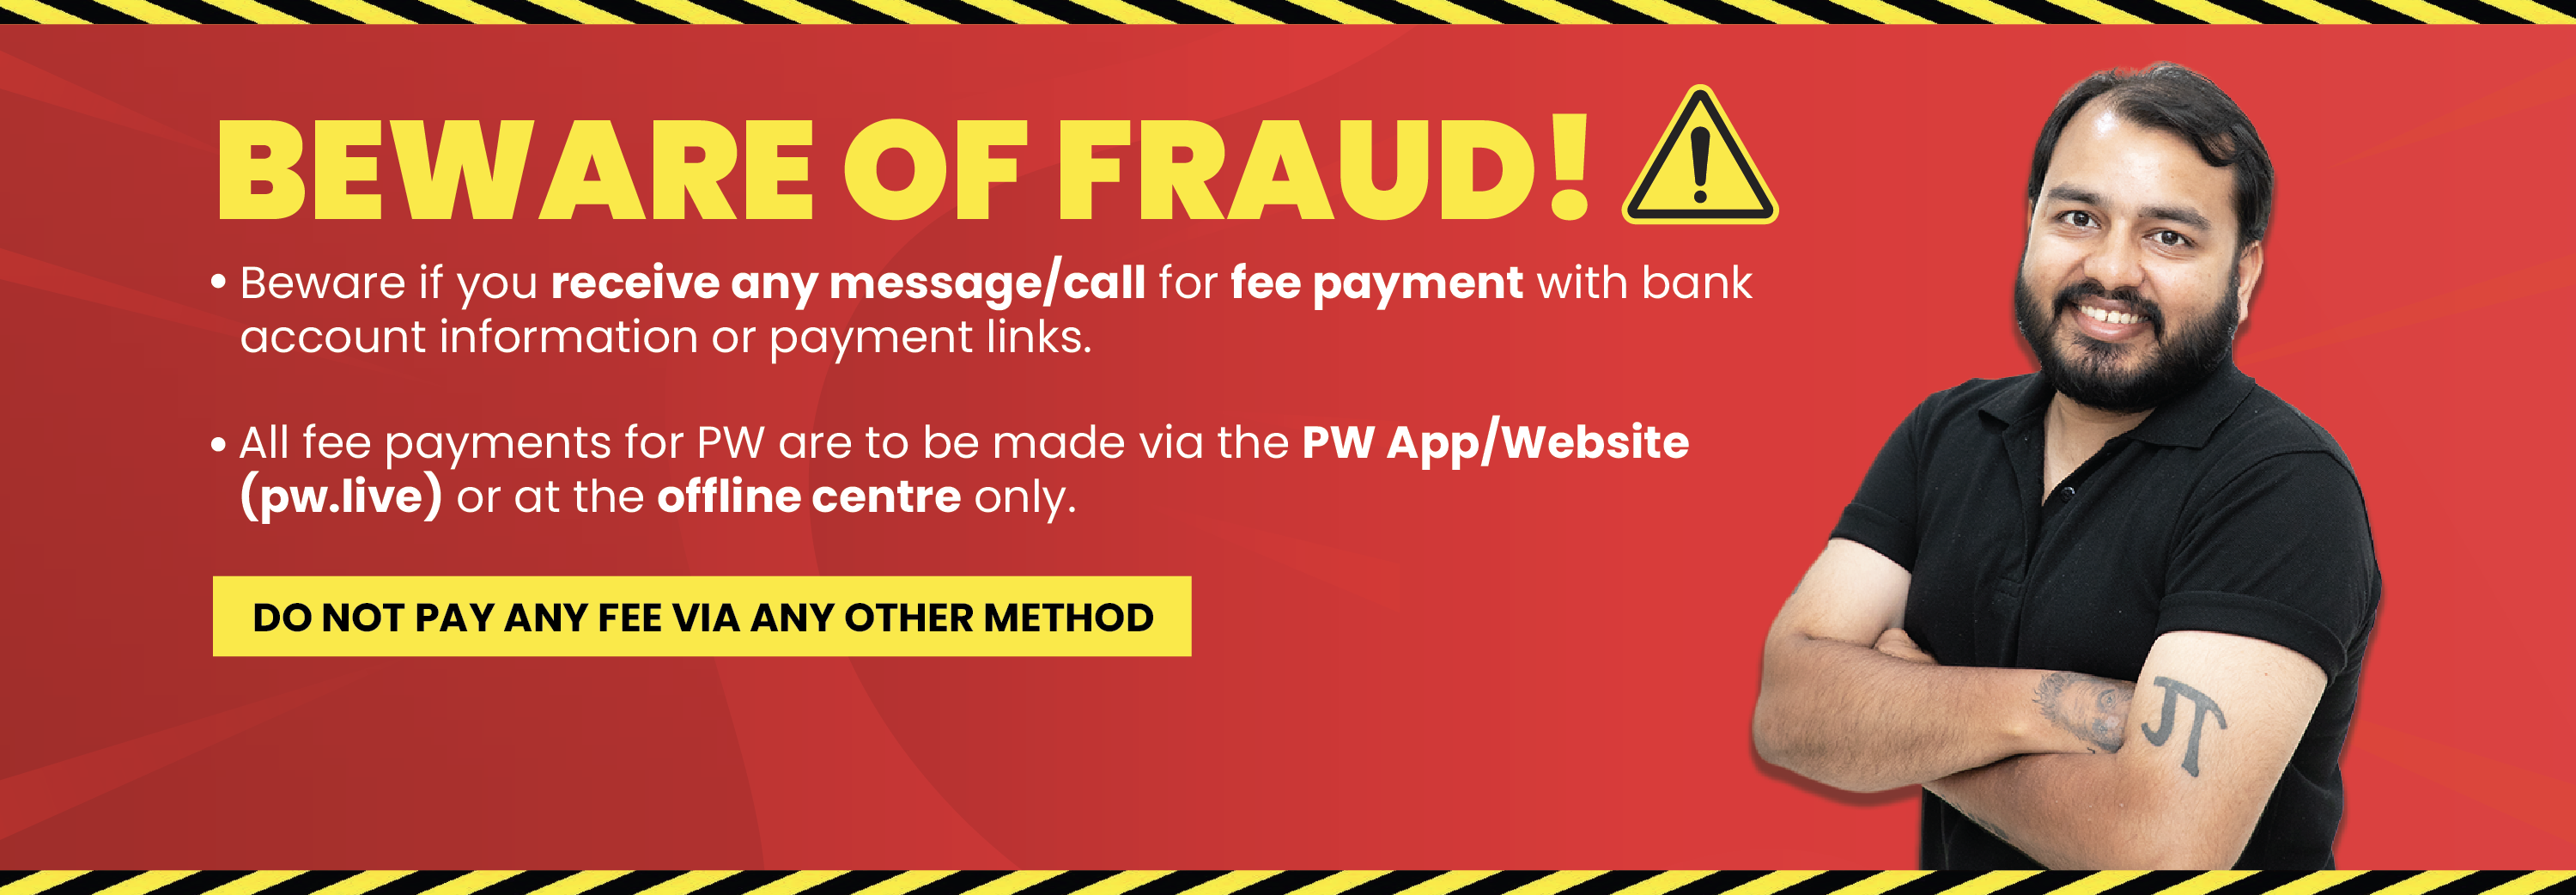 BEWARE OF FRAUD!
• Beware if you receive any message/call for fee payment with bank
account information or payment links.
• All fee payments for PW are to be made via the PW App/Website
(pw.live) or at the offline centre only.
DO NOT PAY ANY FEE VIA ANY OTHER METHOD
π